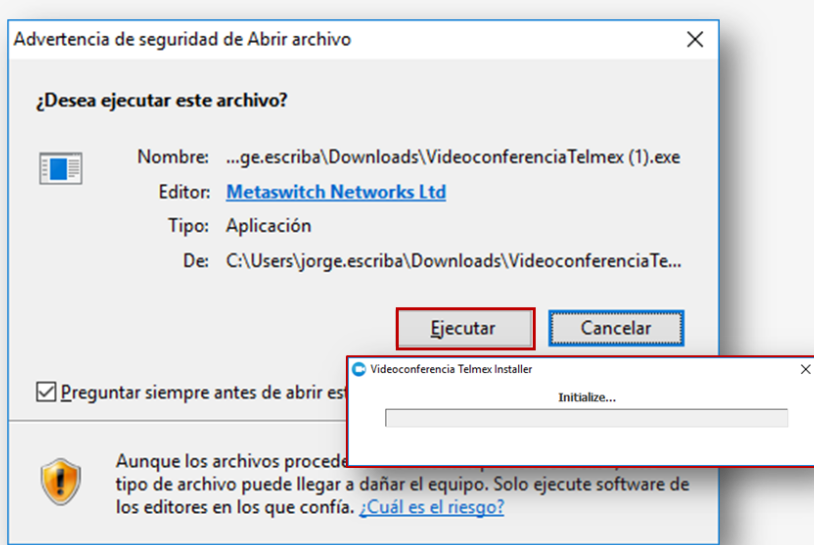 Advertencia de seguridad de Abrir archivo
¿Desea ejecutar este archivo?
Nombre: ...ge.escriba\Downloads\VideoconferenciaTelmex (1).exe
Editor: Metaswitch Networks Ltd
Tipo: Aplicación
De: C:\Users\jorge.escriba\Downloads\VideoconferenciaTe...
Ejecutar Cancelar
Videoconferencia Telmex Installer
Initialize...
Preguntar siempre antes de abrir
Aunque los archivos
tipo de archivo puede llegar a dañar el equipo. Solo ejecute software de
los editores en los que confía. ¿Cuál es el riesgo?